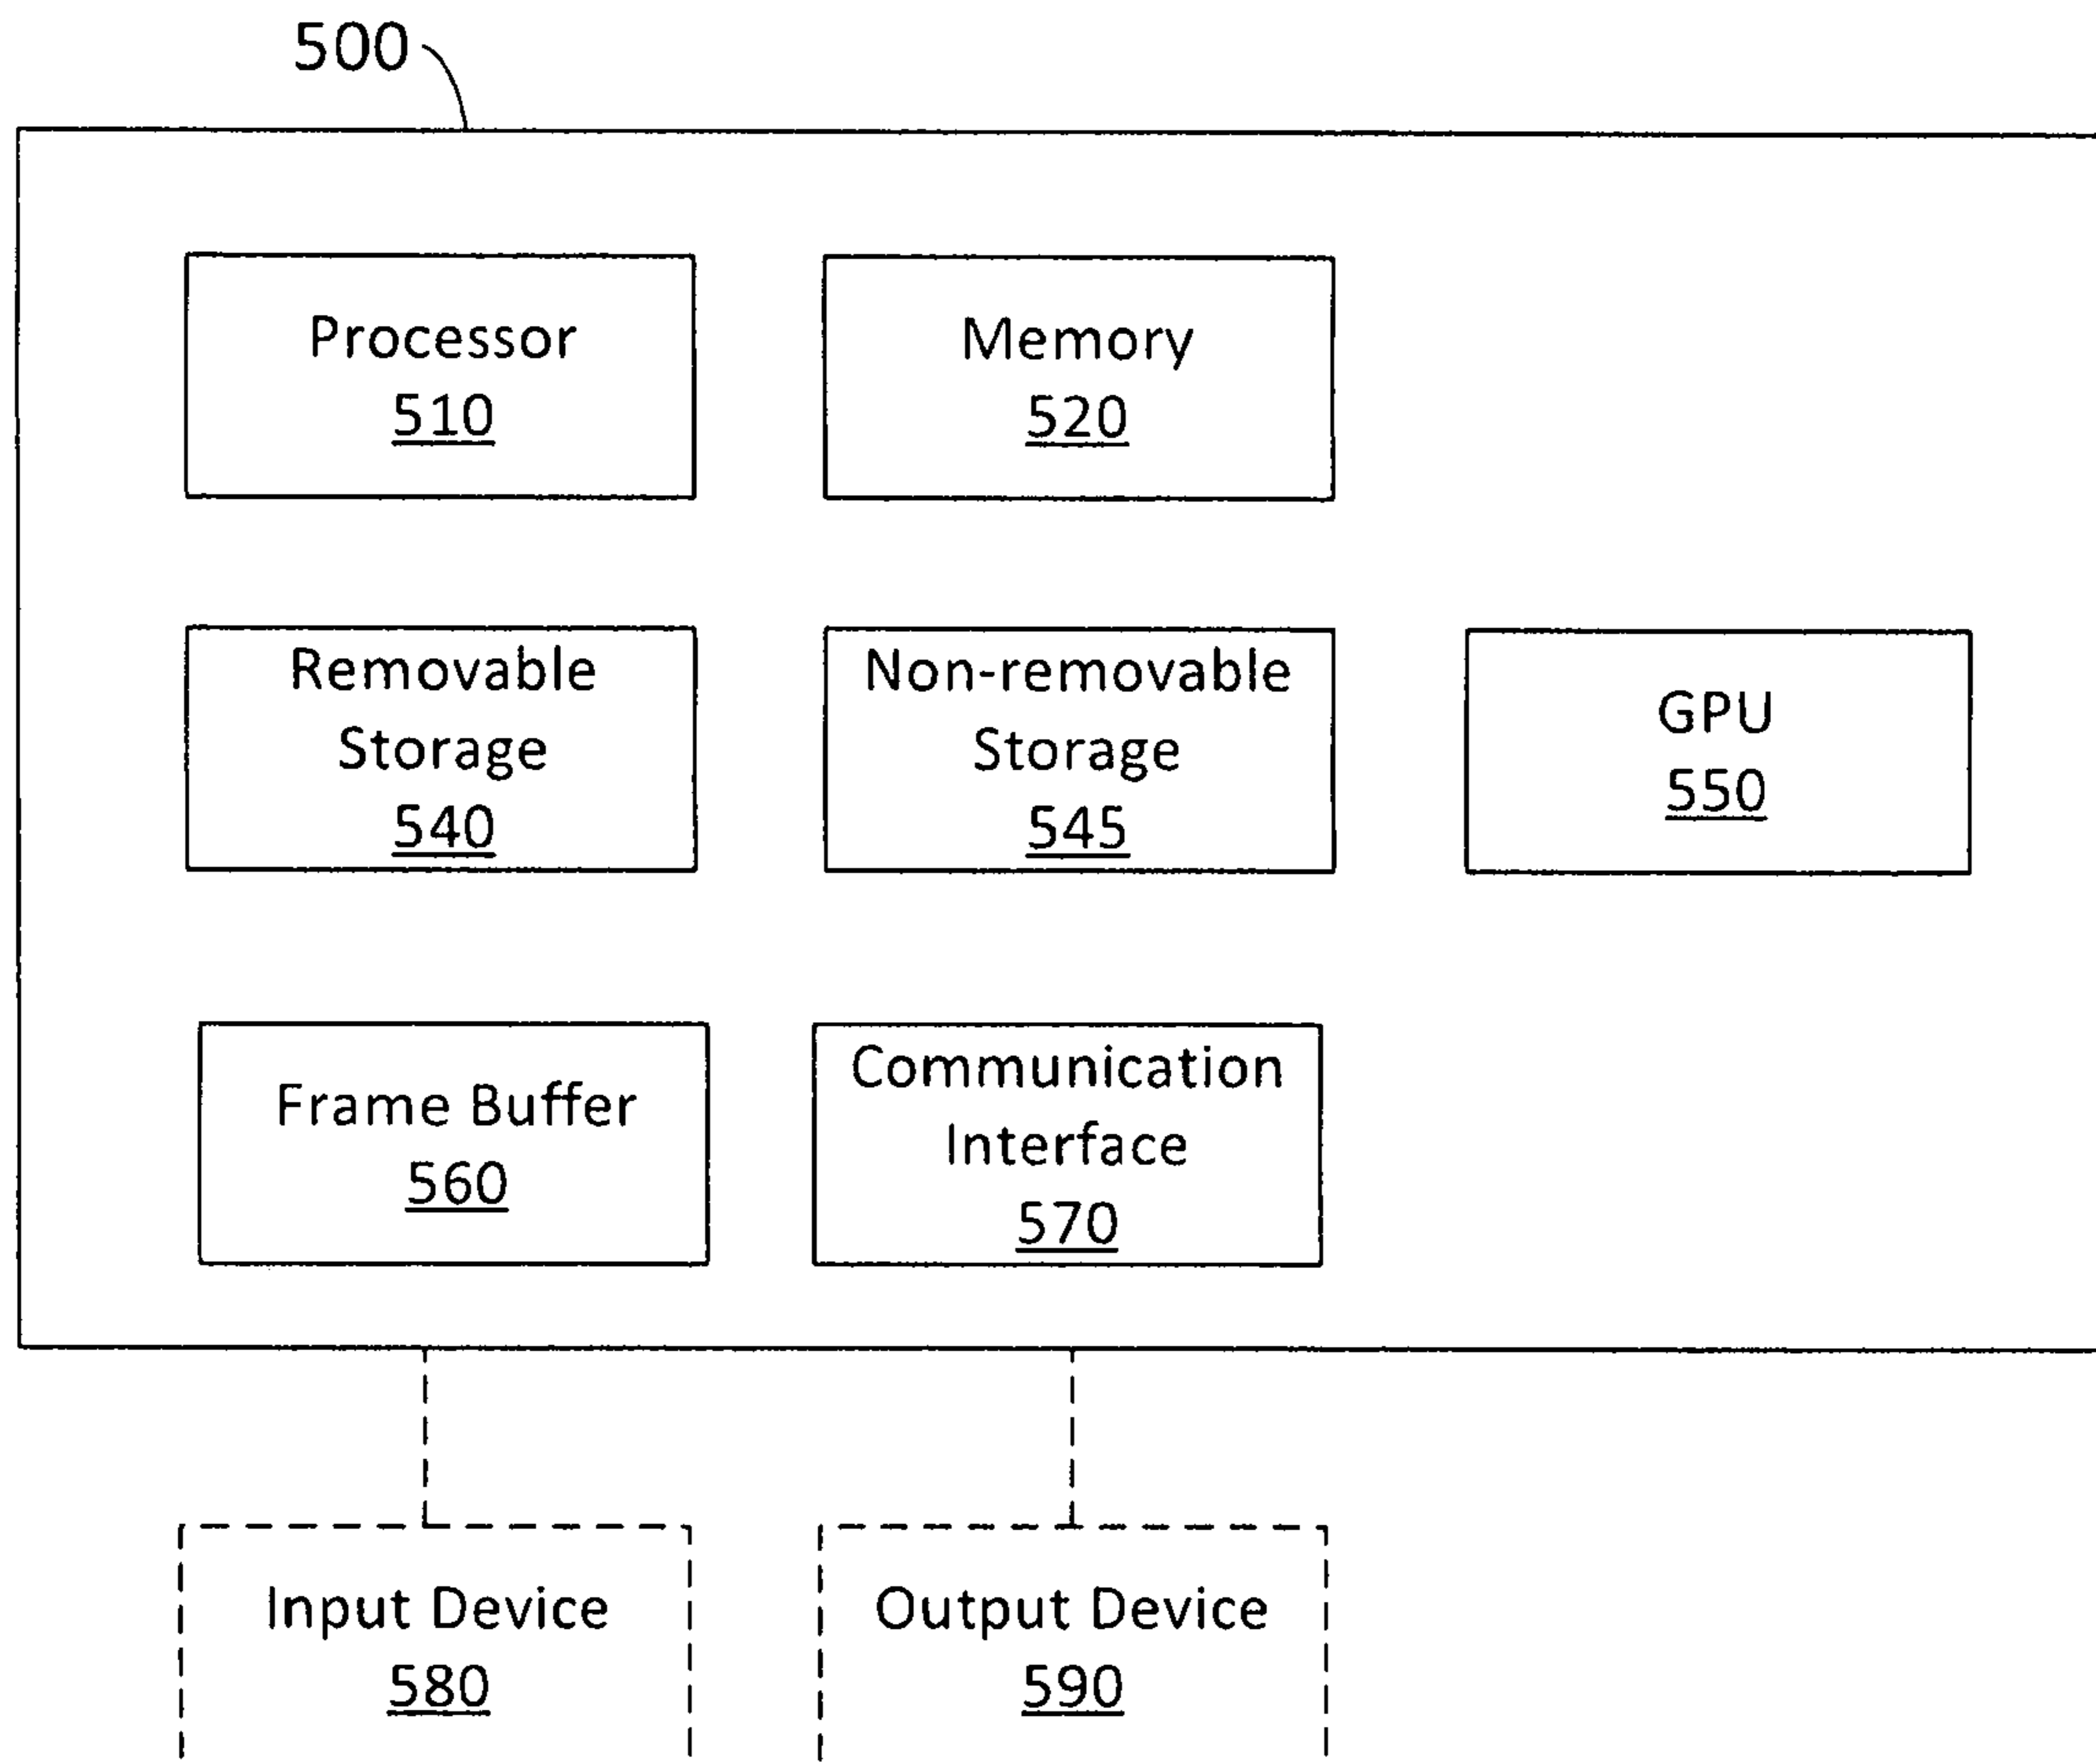 500
Processor
510
Memory
520
Removable
Storage
540
Non-removable
Storage
545
GPU
550
Frame Buffer
560
Communication
Interface
570
Input Device
580
Output Device
590